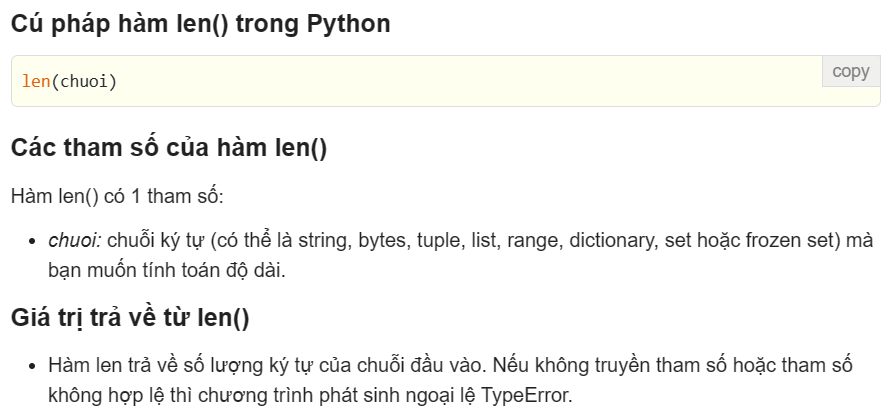 Cú pháp hàm len() trong Python
copy
len(chuoi)
Các tham số của hàm len()
Hàm len() có 1 tham số:
• chuoi: chuỗi ký tự (có thể là string, bytes, tuple, list, range, dictionary, set hoặc frozen set) mà
bạn muốn tính toán độ dài.
Giá trị trả về từ len()
• Hàm len trả về số lượng ký tự của chuỗi đầu vào. Nếu không truyền tham số hoặc tham số
không hợp lệ thì chương trình phát sinh ngoại lệ TypeError.